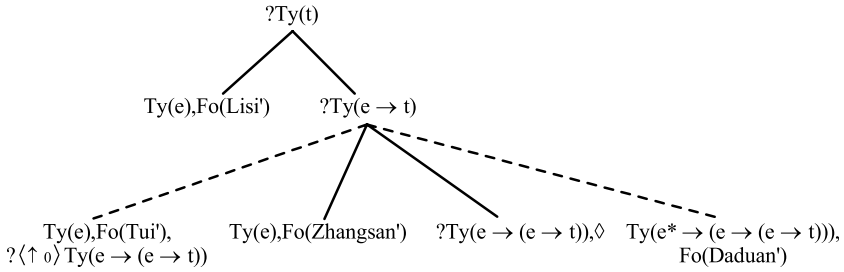 ?Ty(t)
Ty(e),Fo(Lisi') ?Ty(e → t)
Ty(e),Fo(Tui'), Ty(e),Fo(Zhangsan') ?Ty(e → (e → t)),◊ Ty(e* → (e → (e → t))),
?⟨↑ ₀⟩Ty(e → (e → t)) Fo(Daduan')